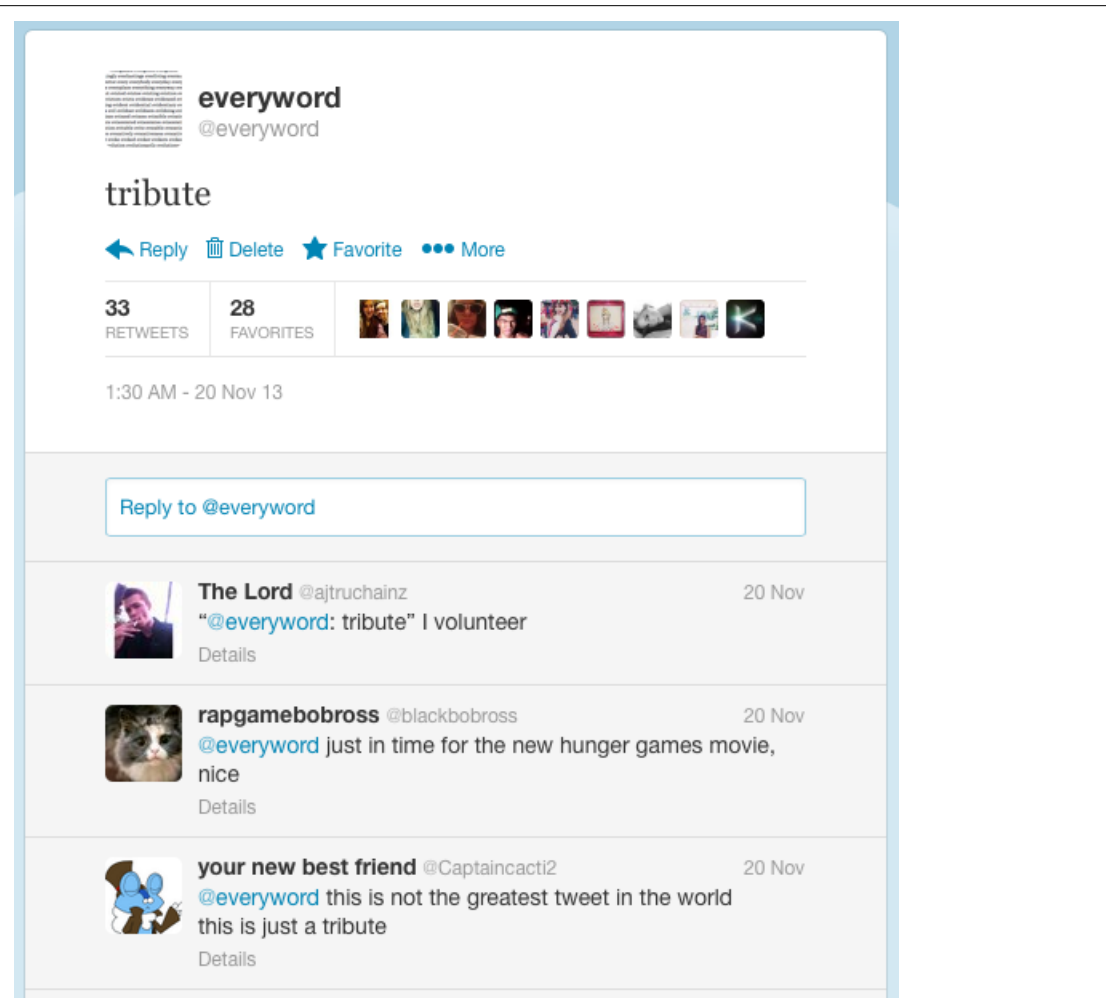 everyword
@everyword
tribute
Reply Delete Favorite More
33 28
RETWEETS FAVORITES
1:30 AM - 20 Nov 13
Reply to @everyword
The Lord @ajtruchainz 20 Nov
“@everyword: tribute” I volunteer
Details
rapgamebobross @blackbobross 20 Nov
@everyword just in time for the new hunger games movie,
nice
Details
your new best friend @Captaincacti2 20 Nov
@everyword this is not the greatest tweet in the world
this is just a tribute
Details